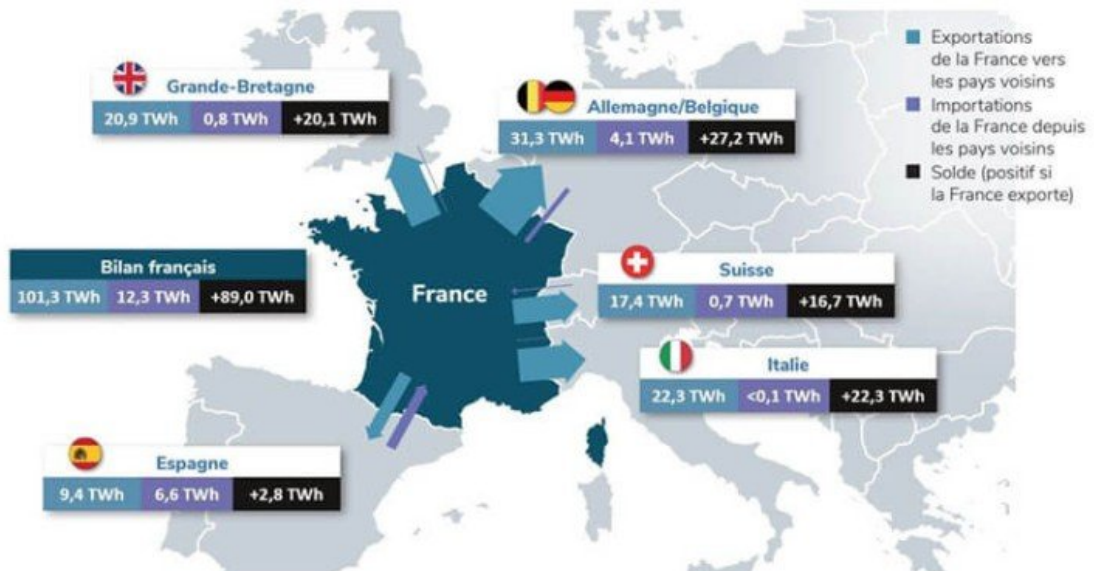 Grande-Bretagne
20,9 TWh 0,8 TWh +20,1 TWh
Allemagne/Belgique
31,3 TWh 4,1 TWh +27,2 TWh
Exportations
de la France vers
les pays voisins
Importations
de la France depuis
les pays voisins
Solde (positif si
la France exporte)
Bilan français
101,3 TWh 12,3 TWh +89,0 TWh
France
Suisse
17,4 TWh 0,7 TWh +16,7 TWh
Italie
22,3 TWh <0,1 TWh +22,3 TWh
Espagne
9,4 TWh 6,6 TWh +2,8 TWh